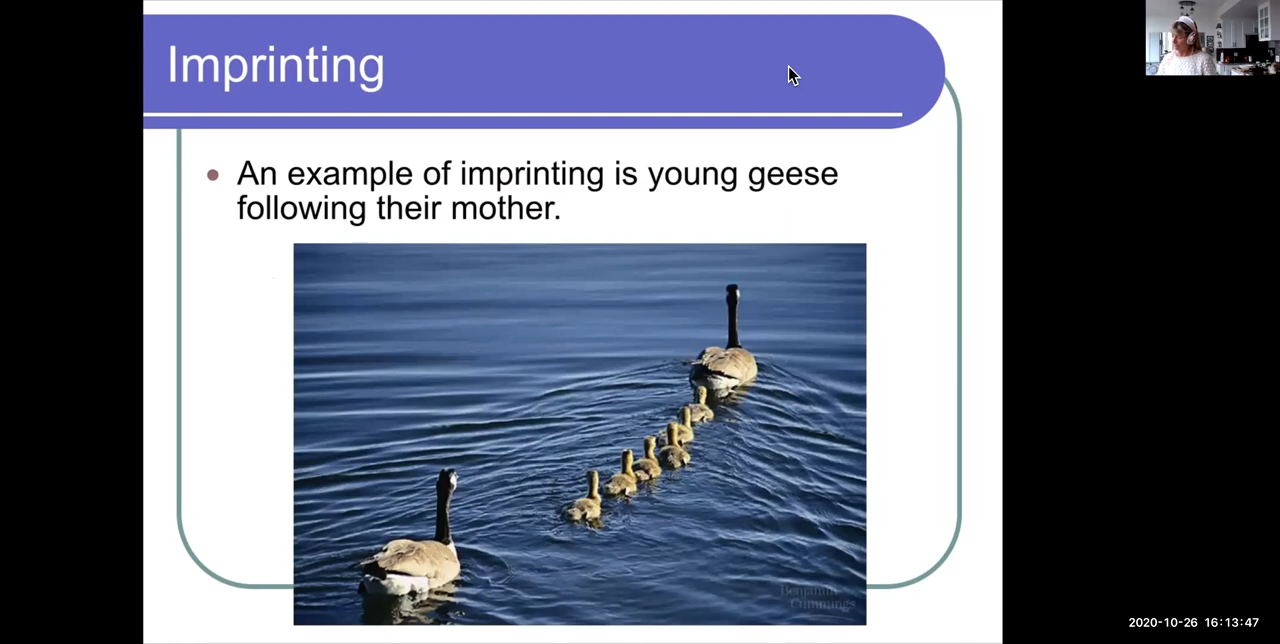 Imprinting
An example of imprinting is young geese
following their mother.
Benjamin
Cummings
2020-10-26 16:13:47